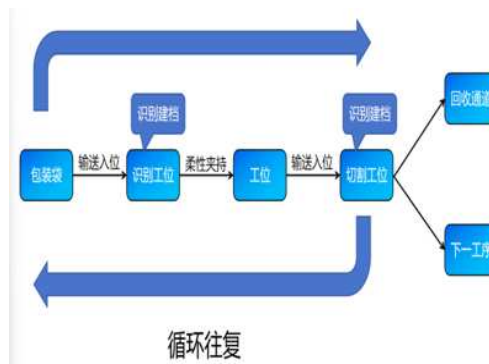 识别建档
识别建档
回收通道
输送入位
柔性夹持
输送入位
包装袋
识别工位
工位
切割工位
下一工序
循环往复